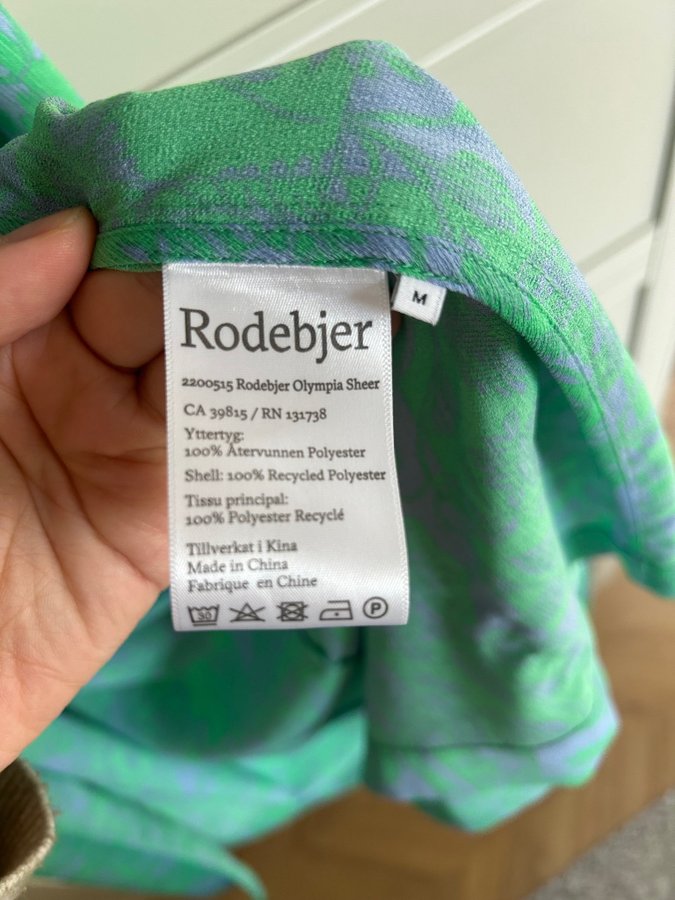 Rodebjer
M
2200515 Rodebjer Olympia Sheer
CA 39815 / RN 131738
Yttertyg:
100% Återvunnen Polyester
Shell: 100% Recycled Polyester
Tissu principal:
100% Polyester Recyclé
Tillverkat i Kina
Made in China
Fabrique en Chine
P